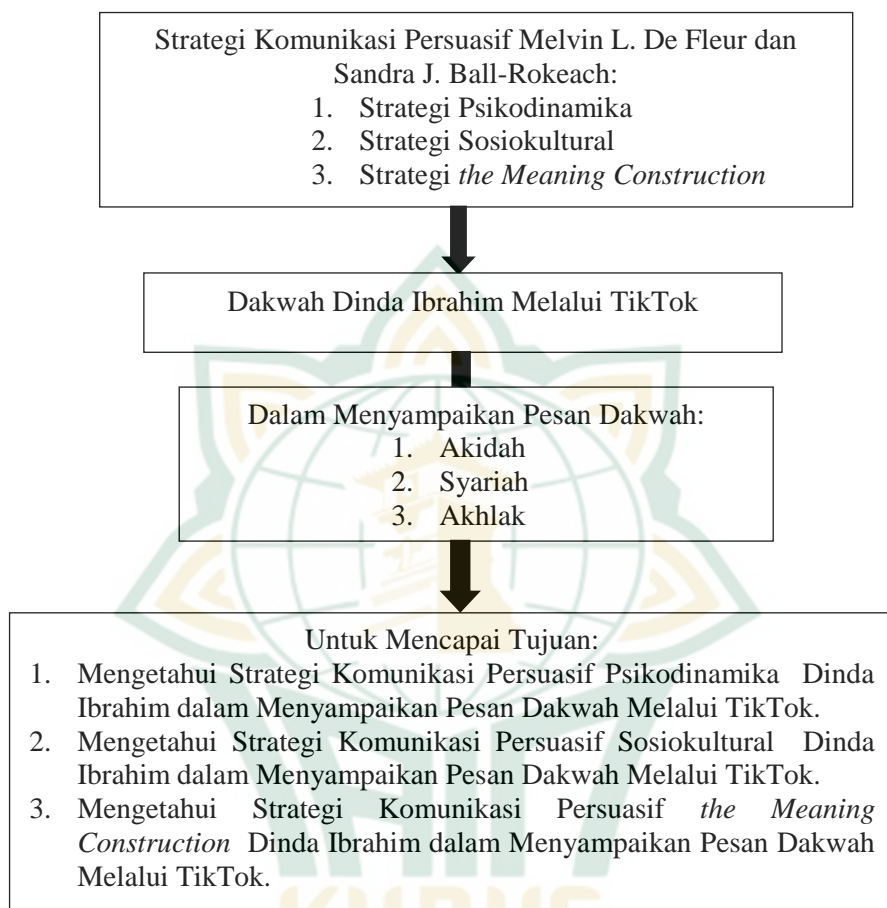 Strategi Komunikasi Persuasif Melvin L. De Fleur dan
Sandra J. Ball-Rokeach:
1. Strategi Psikodinamika
2. Strategi Sosiokultural
3. Strategi the Meaning Construction
Dakwah Dinda Ibrahim Melalui TikTok
Dalam Menyampaikan Pesan Dakwah:
1. Akidah
2. Syariah
3. Akhlak
Untuk Mencapai Tujuan:
1. Mengetahui Strategi Komunikasi Persuasif Psikodinamika Dinda
Ibrahim dalam Menyampaikan Pesan Dakwah Melalui TikTok.
2. Mengetahui Strategi Komunikasi Persuasif Sosiokultural Dinda
Ibrahim dalam Menyampaikan Pesan Dakwah Melalui TikTok.
3. Mengetahui Strategi Komunikasi Persuasif the Meaning
Construction Dinda Ibrahim dalam Menyampaikan Pesan Dakwah
Melalui TikTok.